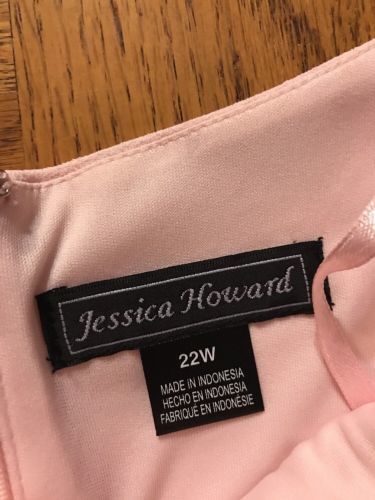 Jessica Howard
22W
MADE IN INDONESIA
HECHO EN INDONESIA
FABRIQUÉ EN INDONÉSIE